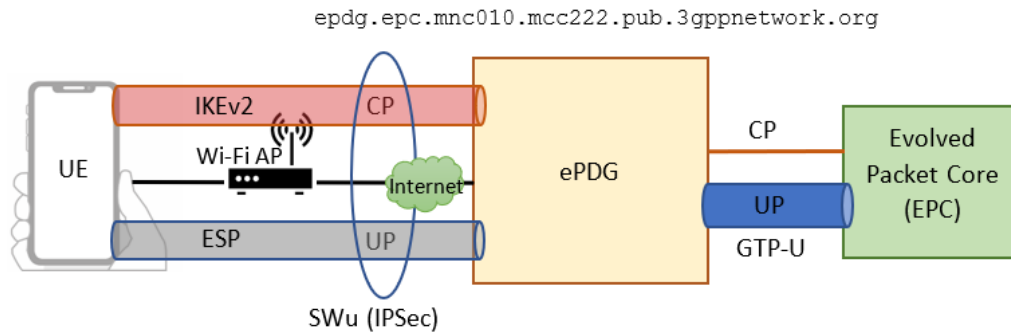 epdg.epc.mnc010.mcc222.pub.3gppnetwork.org
IKEv2
CP
UE
Wi-Fi AP
Internet
ESP
UP
SWu (IPSec)
ePDG
CP
UP
GTP-U
Evolved
Packet Core
(EPC)